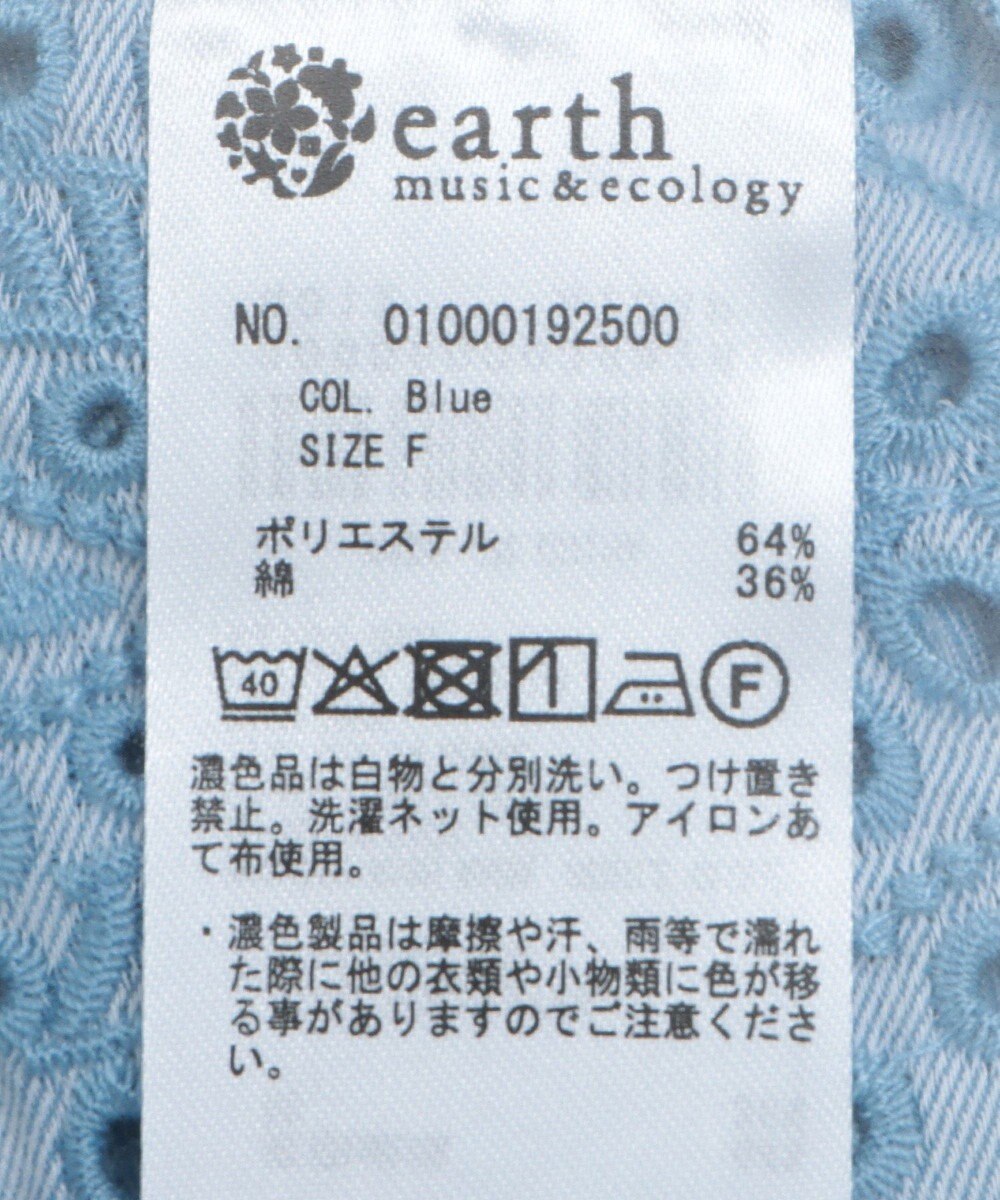 earth
music&ecology
NO. 01000192500
COL. Blue
SIZE F
ポリエステル 64%
綿 36%
40
F
濃色品は白物と分別洗い。つけ置き
禁止。洗濯ネット使用。アイロンあ
て布使用。
・濃色製品は摩擦や汗、雨等で濡れ
た際に他の衣類や小物類に色が移
る事がありますのでご注意くださ
い。